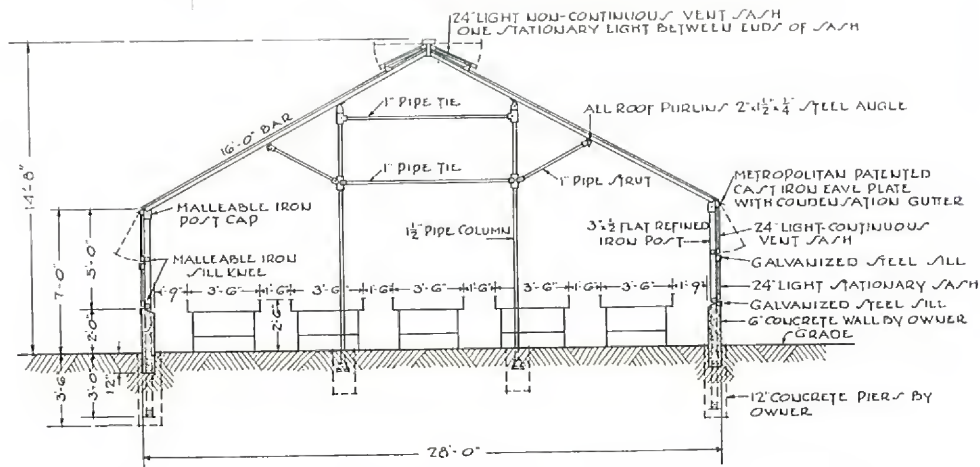 24" LIGHT NON-CONTINUOUS VENT SASH
ONE STATIONARY LIGHT BETWEEN ENDS OF SASH
1" PIPE TIE
ALL ROOF PURLINS 2"x1½"x¼" STEEL ANGLE
16'-0" BAR
14'-8"
1" PIPE TIE
1" PIPE STRUT
METROPOLITAN PATENTED
CAST IRON EAVE PLATE
WITH CONDENSATION GUTTER
MALLEABLE IRON
POST CAP
1½" PIPE COLUMN
3"x½" FLAT REFINED
IRON POST
24" LIGHT-CONTINUOUS
VENT SASH
7'-0"
5'-0"
MALLEABLE IRON
SILL KNEE
GALVANIZED STEEL SILL
1'-9" 3'-6" 1'-6" 3'-6" 1'-6" 3'-6" 1'-6" 3'-6" 1'-6" 3'-6" 1'-9"
24" LIGHT STATIONARY SASH
2'-6"
GALVANIZED STEEL SILL
2'-0"
6" CONCRETE WALL BY OWNER
GRADE
3'-6"
3'-0"
12"
12" CONCRETE PIERS BY
OWNER
28'-0"